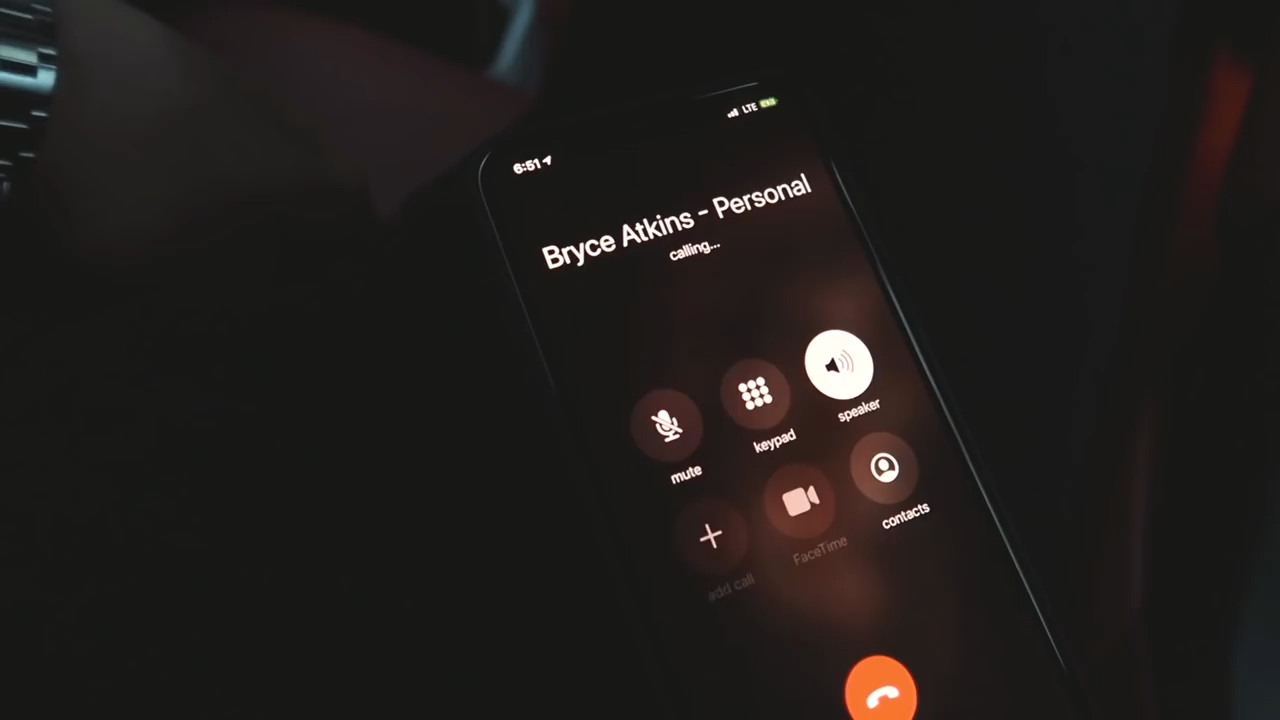 6:51
LTE
Bryce Atkins - Personal
calling...
mute
keypad
speaker
add call
FaceTime
contacts